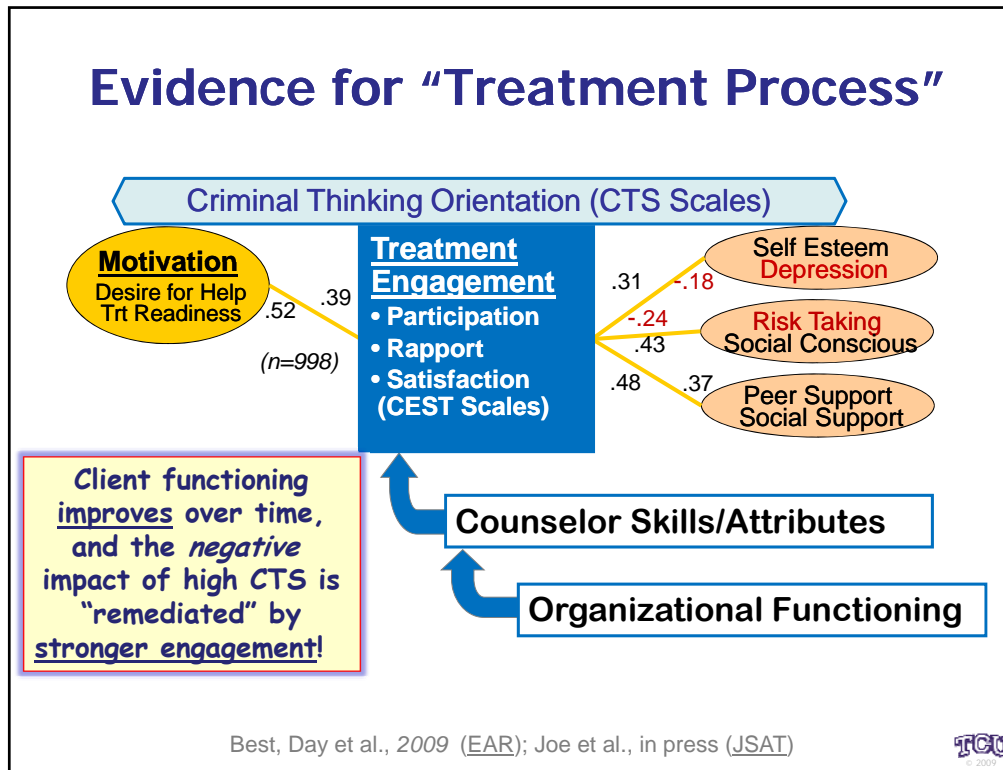 Evidence for “Treatment Process”
Criminal Thinking Orientation (CTS Scales)
Motivation
Desire for Help
Trt Readiness
.52
.39
(n=998)
Treatment
Engagement
• Participation
• Rapport
• Satisfaction
(CEST Scales)
.31
-.18
-.24
.43
.48
.37
Self Esteem
Depression
Risk Taking
Social Conscious
Peer Support
Social Support
Client functioning
improves over time,
and the negative
impact of high CTS is
“remediated” by
stronger engagement!
Counselor Skills/Attributes
Organizational Functioning
Best, Day et al., 2009 (EAR); Joe et al., in press (JSAT)
TCU
© 2009